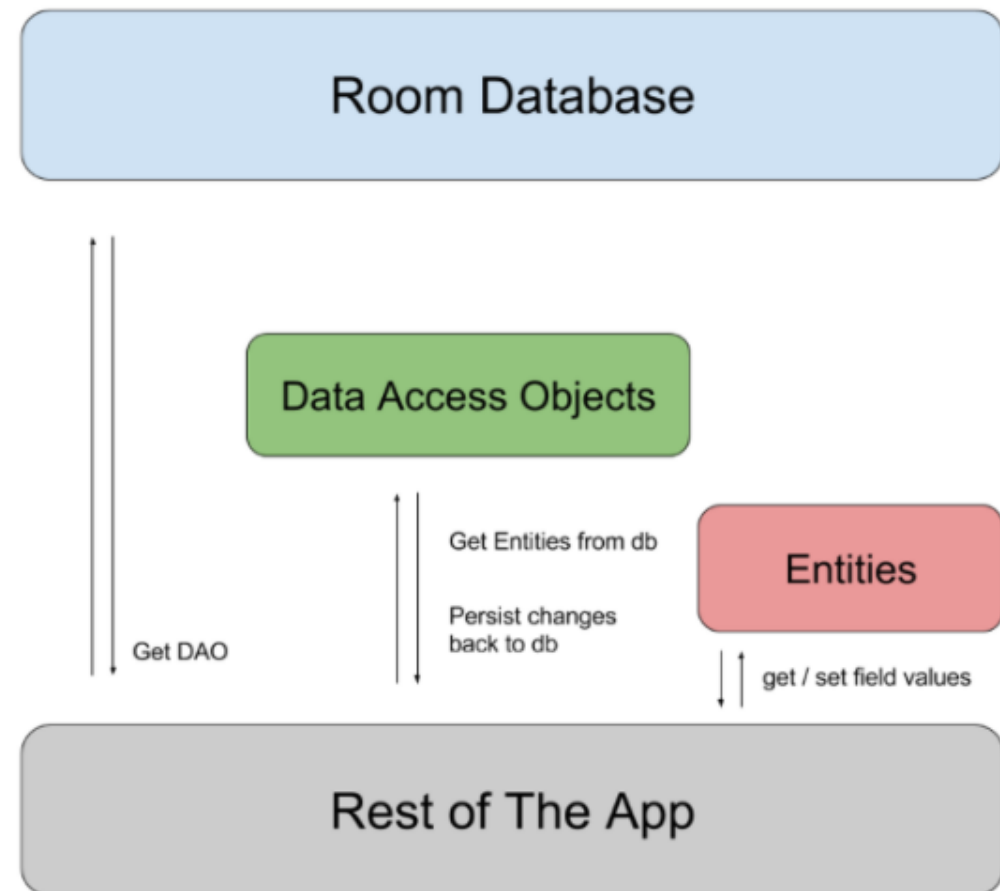 Room Database
Data Access Objects
Get Entities from db
Entities
Persist changes
back to db
Get DAO
get / set field values
Rest of The App